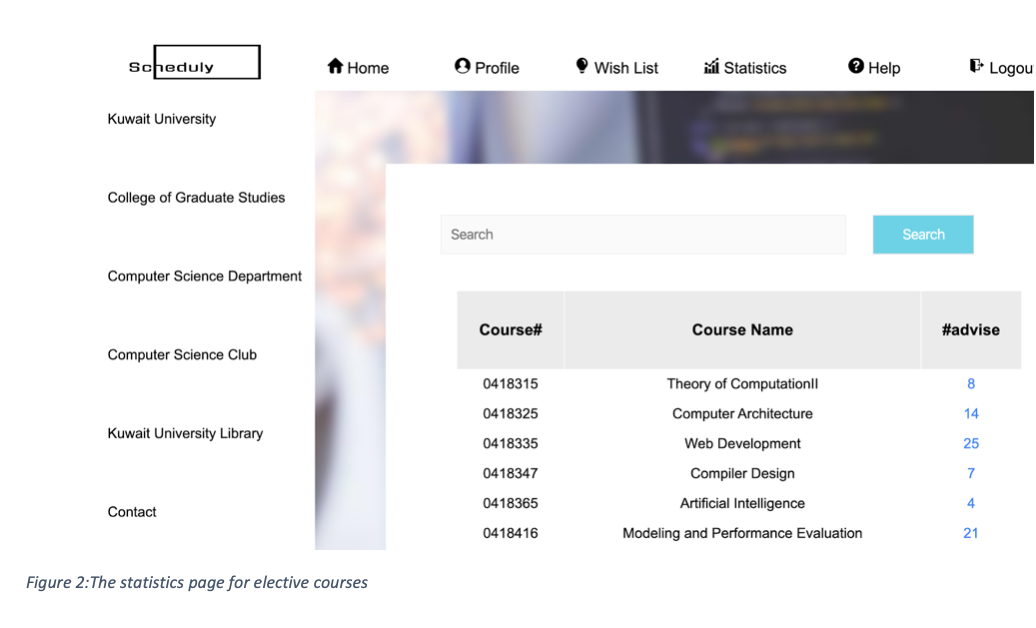 Scheduly
Home Profile Wish List Statistics Help Logou
Kuwait University
College of Graduate Studies
Computer Science Department
Computer Science Club
Kuwait University Library
Contact
Search Search
Course# Course Name #advise
0418315 Theory of ComputationII 8
0418325 Computer Architecture 14
0418335 Web Development 25
0418347 Compiler Design 7
0418365 Artificial Intelligence 4
0418416 Modeling and Performance Evaluation 21
Figure 2:The statistics page for elective courses